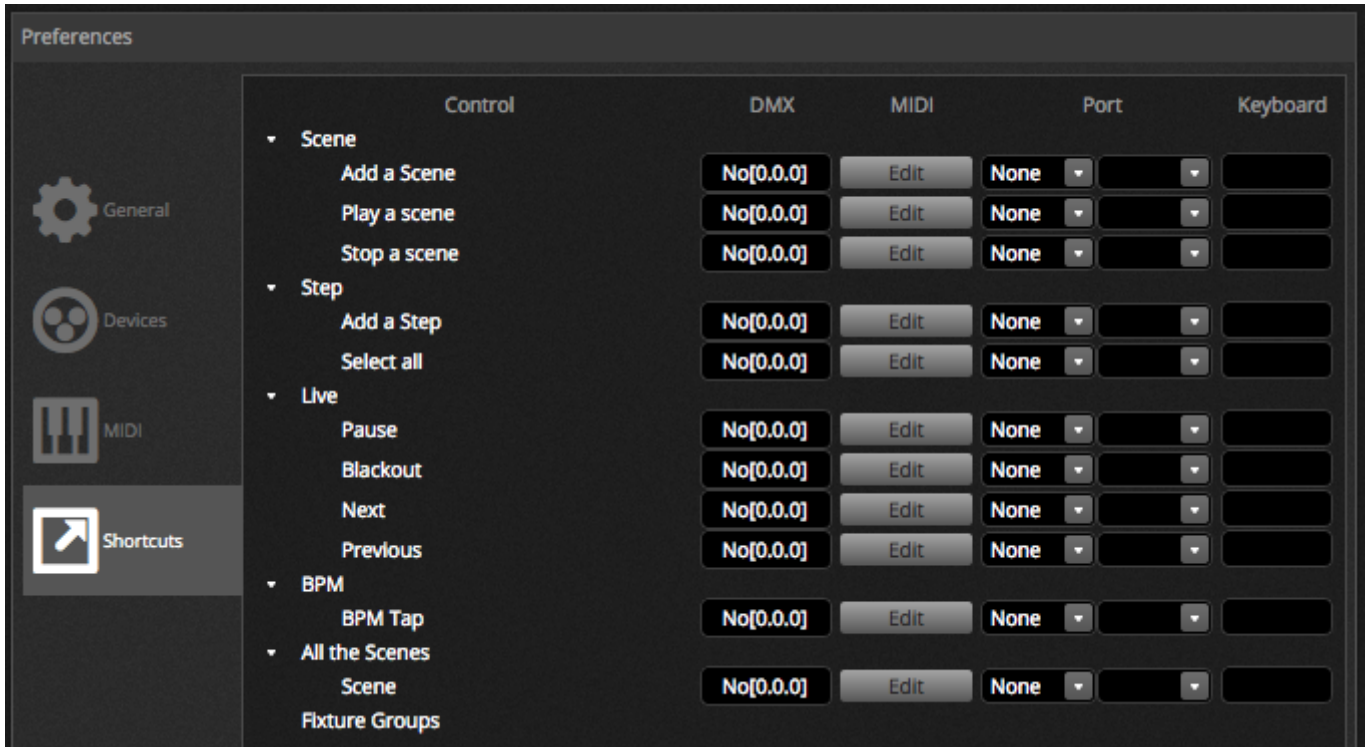 Preferences
Control DMX MIDI Port Keyboard
Scene
Add a Scene No[0.0.0] Edit None
General Play a scene No[0.0.0] Edit None
Stop a scene No[0.0.0] Edit None
Step
Devices Add a Step No[0.0.0] Edit None
Select all No[0.0.0] Edit None
Live
MIDI Pause No[0.0.0] Edit None
Blackout No[0.0.0] Edit None
Next No[0.0.0] Edit None
Shortcuts Previous No[0.0.0] Edit None
BPM
BPM Tap No[0.0.0] Edit None
All the Scenes
Scene No[0.0.0] Edit None
Fixture Groups